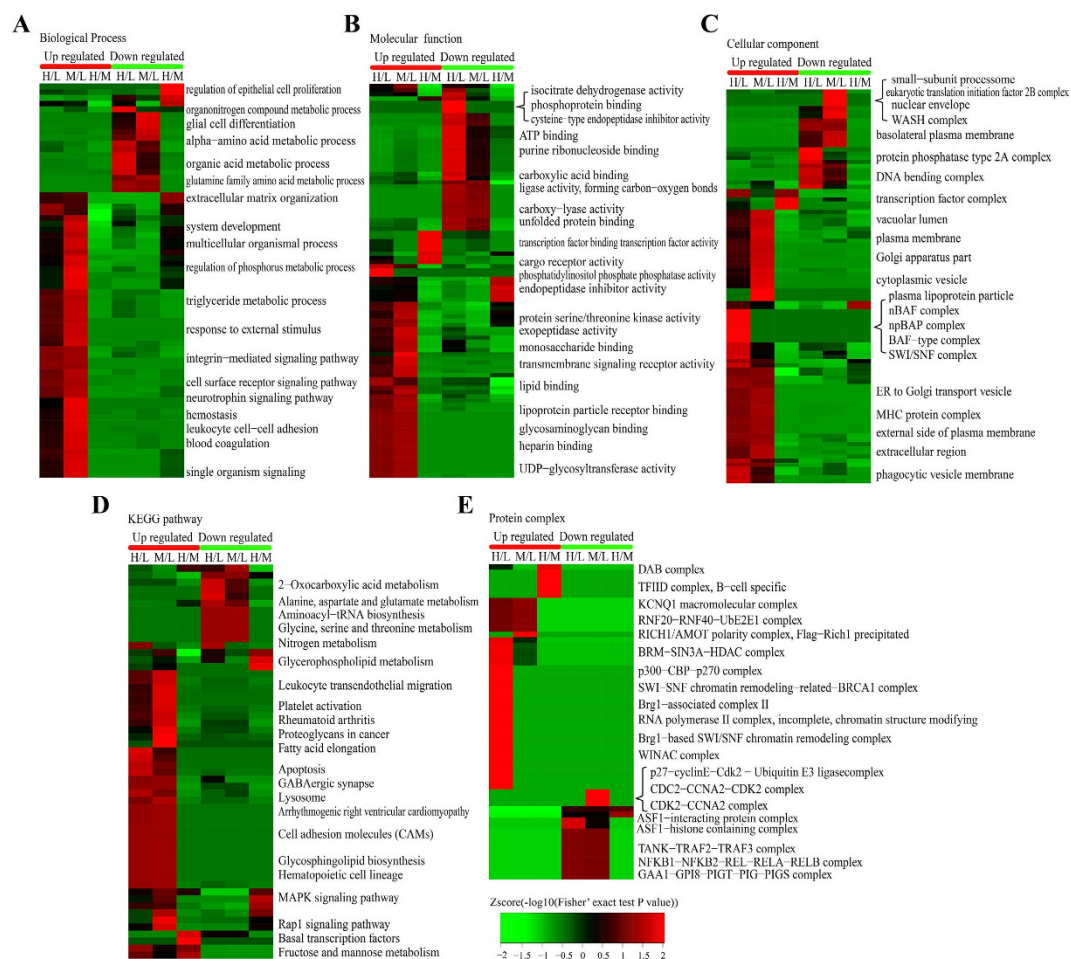 A
Biological Process
Up regulated Down regulated
H/L M/L H/M H/L M/L H/M
regulation of epithelial cell proliferation
organonitrogen compound metabolic process
glial cell differentiation
alpha−amino acid metabolic process
organic acid metabolic process
glutamine family amino acid metabolic process
extracellular matrix organization
system development
multicellular organismal process
regulation of phosphorus metabolic process
triglyceride metabolic process
response to external stimulus
integrin−mediated signaling pathway
cell surface receptor signaling pathway
neurotrophin signaling pathway
hemostasis
leukocyte cell−cell adhesion
blood coagulation
single organism signaling
B
Molecular function
Up regulated Down regulated
H/L M/L H/M H/L M/L H/M
isocitrate dehydrogenase activity
phosphoprotein binding
cysteine−type endopeptidase inhibitor activity
ATP binding
purine ribonucleoside binding
carboxylic acid binding
ligase activity, forming carbon−oxygen bonds
carboxy−lyase activity
unfolded protein binding
transcription factor binding transcription factor activity
cargo receptor activity
phosphatidylinositol phosphate phosphatase activity
endopeptidase inhibitor activity
protein serine/threonine kinase activity
exopeptidase activity
monosaccharide binding
transmembrane signaling receptor activity
lipid binding
lipoprotein particle receptor binding
glycosaminoglycan binding
heparin binding
UDP−glycosyltransferase activity
C
Cellular component
Up regulated Down regulated
H/L M/L H/M H/L M/L H/M
small−subunit processome
eukaryotic translation initiation factor 2B complex
nuclear envelope
WASH complex
basolateral plasma membrane
protein phosphatase type 2A complex
DNA bending complex
transcription factor complex
vacuolar lumen
plasma membrane
Golgi apparatus part
cytoplasmic vesicle
plasma lipoprotein particle
nBAF complex
npBAP complex
BAF−type complex
SWI/SNF complex
ER to Golgi transport vesicle
MHC protein complex
external side of plasma membrane
extracellular region
phagocytic vesicle membrane
D
KEGG pathway
Up regulated Down regulated
H/L M/L H/M H/L M/L H/M
2−Oxocarboxylic acid metabolism
Alanine, aspartate and glutamate metabolism
Aminoacyl−tRNA biosynthesis
Glycine, serine and threonine metabolism
Nitrogen metabolism
Glycerophospholipid metabolism
Leukocyte transendothelial migration
Platelet activation
Rheumatoid arthritis
Proteoglycans in cancer
Fatty acid elongation
Apoptosis
GABAergic synapse
Lysosome
Arrhythmogenic right ventricular cardiomyopathy
Cell adhesion molecules (CAMs)
Glycosphingolipid biosynthesis
Hematopoietic cell lineage
MAPK signaling pathway
Rap1 signaling pathway
Basal transcription factors
Fructose and mannose metabolism
E
Protein complex
Up regulated Down regulated
H/L M/L H/M H/L M/L H/M
DAB complex
TFIID complex, B−cell specific
KCNQ1 macromolecular complex
RNF20−RNF40−UbE2E1 complex
RICH1/AMOT polarity complex, Flag−Rich1 precipitated
BRM−SIN3A−HDAC complex
p300−CBP−p270 complex
SWI−SNF chromatin remodeling−related−BRCA1 complex
Brg1−associated complex II
RNA polymerase II complex, incomplete, chromatin structure modifying
Brg1−based SWI/SNF chromatin remodeling complex
WINAC complex
p27−cyclinE−Cdk2 − Ubiquitin E3 ligasecomplex
CDC2−CCNA2−CDK2 complex
CDK2−CCNA2 complex
ASF1−interacting protein complex
ASF1−histone containing complex
TANK−TRAF2−TRAF3 complex
NFKB1−NFKB2−REL−RELA−RELB complex
GAA1−GPI8−PIGT−PIG−PIGS complex
Zscore(-log10(Fisher' exact test P value))
−2 −1.5 −1 −0.5 0 0.5 1 1.5 2